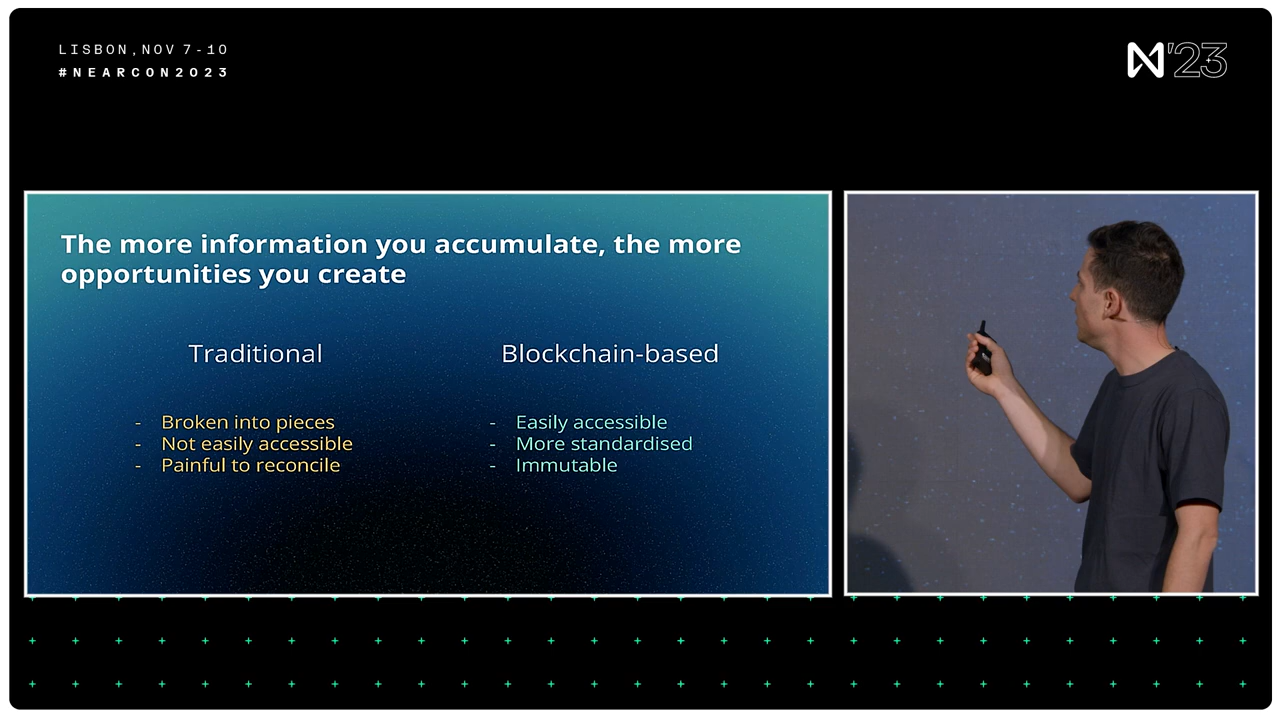 LISBON, NOV 7-10
#NEARCON2023
N'23
The more information you accumulate, the more
opportunities you create
Traditional
Blockchain-based
- Broken into pieces
- Not easily accessible
- Painful to reconcile
- Easily accessible
- More standardised
- Immutable